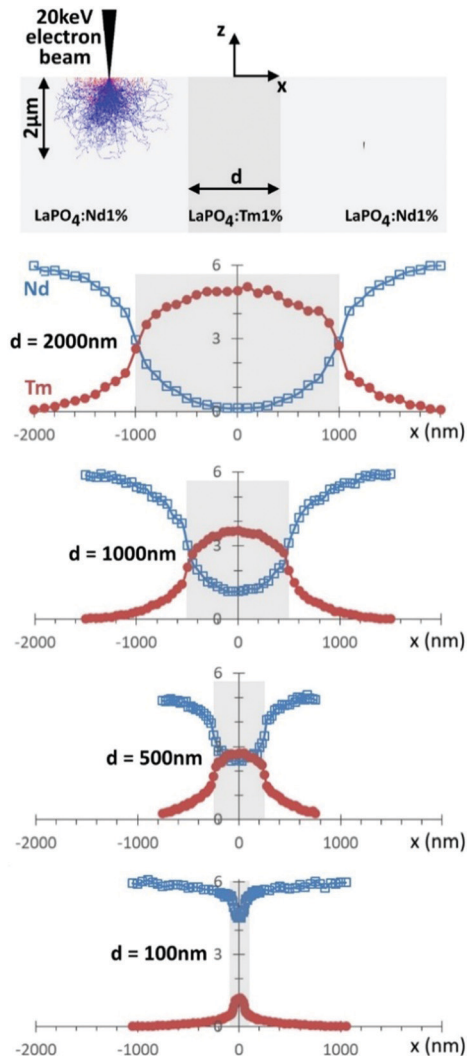 20keV
electron
beam
z
x
2μm
d
LaPO4:Nd1% LaPO4:Tm1% LaPO4:Nd1%
6
Nd
d = 2000nm
3
Tm
0
-2000 -1000 0 1000 x (nm)
6
d = 1000nm
3
0
-2000 -1000 0 1000 x (nm)
6
d = 500nm
0
-2000 -1000 0 1000 x (nm)
6
3
d = 100nm
0
-2000 -1000 0 1000 x (nm)